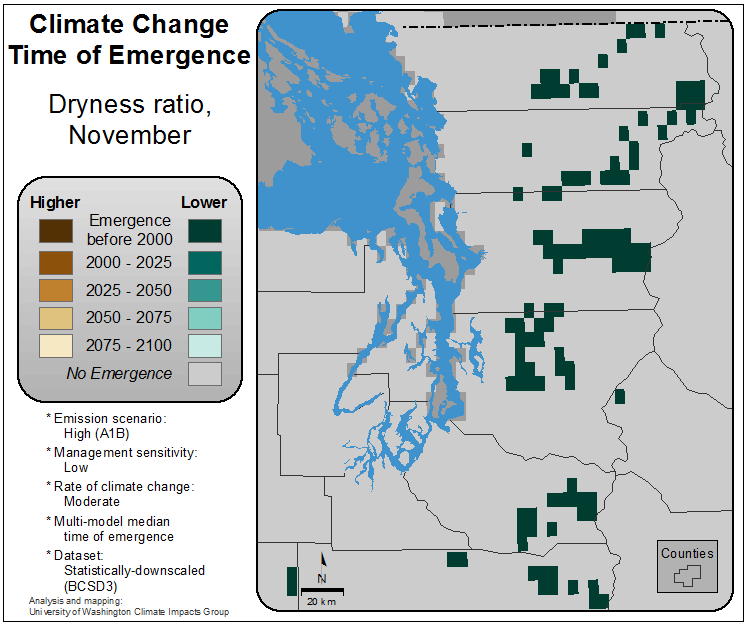 Climate Change
Time of Emergence
Dryness ratio,
November
Higher
Lower
Emergence
before 2000
2000 - 2025
2025 - 2050
2050 - 2075
2075 - 2100
No Emergence
* Emission scenario:
High (A1B)
* Management sensitivity:
Low
* Rate of climate change:
Moderate
* Multi-model median
time of emergence
* Dataset:
Statistically-downscaled
(BCSD3)
Analysis and mapping:
University of Washington Climate Impacts Group
N
20 km
Counties